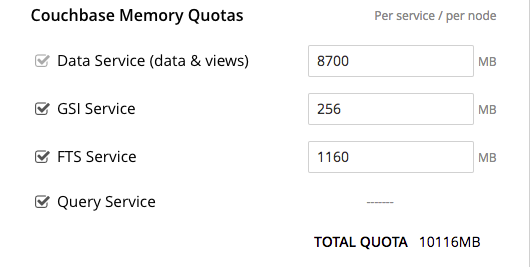 Couchbase Memory Quotas Per service / per node
Data Service (data & views) 8700 MB
GSI Service 256 MB
FTS Service 1160 MB
Query Service -------
TOTAL QUOTA 10116MB